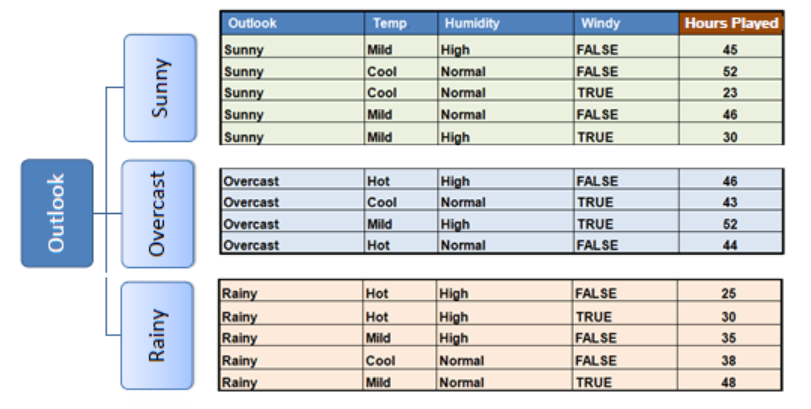 Outlook Temp Humidity Windy Hours Played
Sunny Mild High FALSE 45
Sunny Cool Normal FALSE 52
Sunny Cool Normal TRUE 23
Sunny Mild Normal FALSE 46
Sunny Mild High TRUE 30
Overcast Hot High FALSE 46
Overcast Cool Normal TRUE 43
Overcast Mild High TRUE 52
Overcast Hot Normal FALSE 44
Rainy Hot High FALSE 25
Rainy Hot High TRUE 30
Rainy Mild High FALSE 35
Rainy Cool Normal FALSE 38
Rainy Mild Normal TRUE 48
Outlook
Sunny
Overcast
Rainy